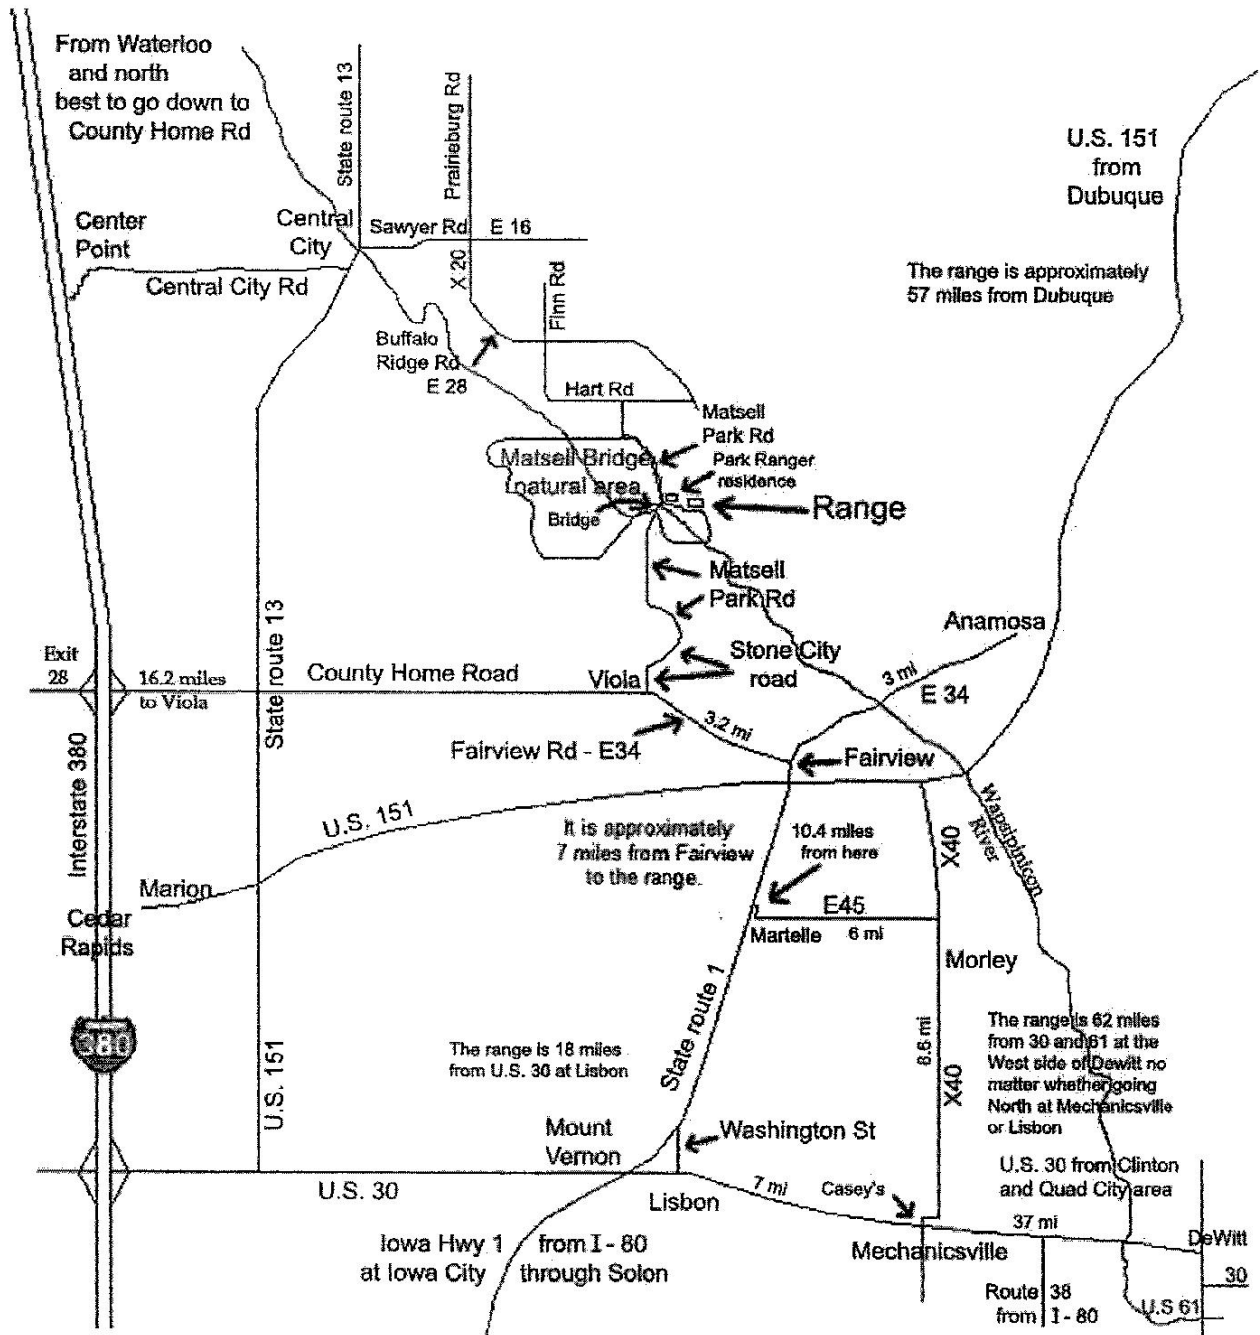 From Waterloo
and north
best to go down to
County Home Rd
State route 13
Prairieburg Rd
U.S. 151
from
Dubuque
Center
Point
Central
City
Sawyer Rd
E 16
X 20
Central City Rd
Finn Rd
The range is approximately
57 miles from Dubuque
Buffalo
Ridge Rd
E 28
Hart Rd
Matsell
Park Rd
Matsell Bridge
natural area
Park Ranger
residence
Bridge
Range
Matsell
Park Rd
Anamosa
State route 13
Exit
28
16.2 miles
to Viola
County Home Road
Viola
Stone City
road
3 mi
E 34
3.2 mi
Fairview Rd - E34
Fairview
Interstate 380
U.S. 151
It is approximately
7 miles from Fairview
to the range.
10.4 miles
from here
X40
Wapsipinicon
River
Marion
Cedar
Rapids
E45
Martelle
6 mi
Morley
State route 1
380
The range is 18 miles
from U.S. 30 at Lisbon
8.6 mi
X40
The range is 62 miles
from 30 and 61 at the
West side of Dewitt no
matter whether going
North at Mechanicsville
or Lisbon
U.S. 151
Mount
Vernon
Washington St
U.S. 30 from Clinton
and Quad City area
U.S. 30
Lisbon
7 mi
Casey's
37 mi
DeWitt
Mechanicsville
Iowa Hwy 1 from I - 80
at Iowa City through Solon
30
Route 38
from I - 80
U.S 61